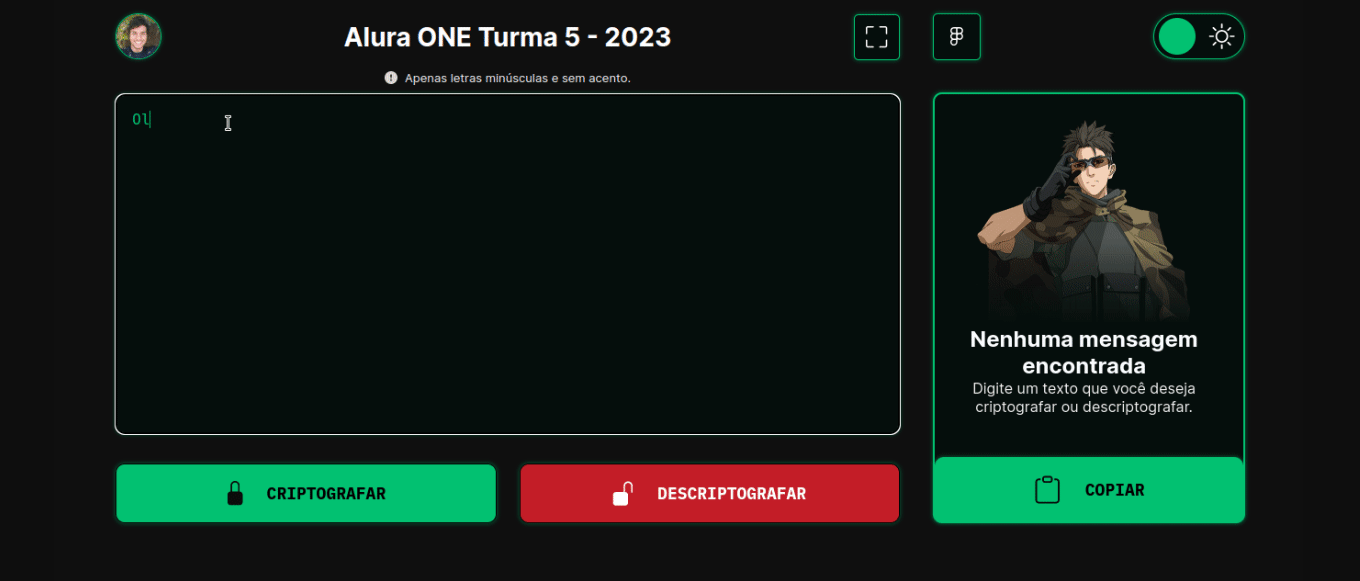 Alura ONE Turma 5 - 2023
Apenas letras minúsculas e sem acento.
Ol
Nenhuma mensagem
encontrada
Digite um texto que você deseja
criptografar ou descriptografar.
CRIPTOGRAFAR
DESCRIPTOGRAFAR
COPIAR